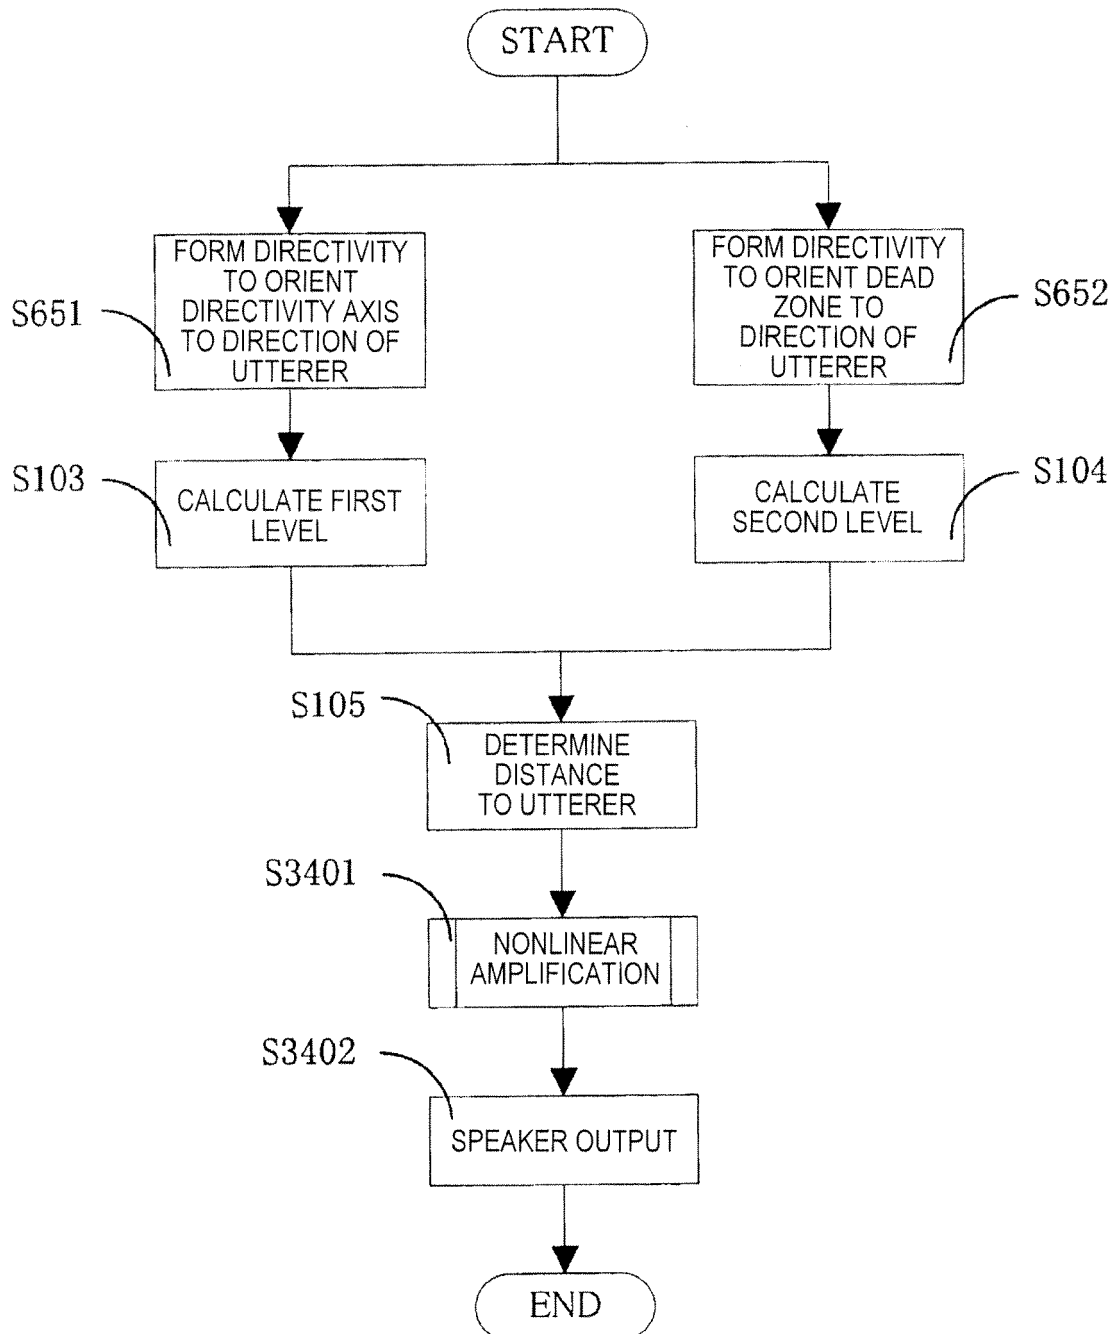 START
FORM DIRECTIVITY
TO ORIENT
DIRECTIVITY AXIS
TO DIRECTION OF
UTTERER
S651
FORM DIRECTIVITY
TO ORIENT DEAD
ZONE TO
DIRECTION OF
UTTERER
S652
S103
CALCULATE FIRST
LEVEL
CALCULATE
SECOND LEVEL
S104
S105
DETERMINE
DISTANCE
TO UTTERER
S3401
NONLINEAR
AMPLIFICATION
S3402
SPEAKER OUTPUT
END